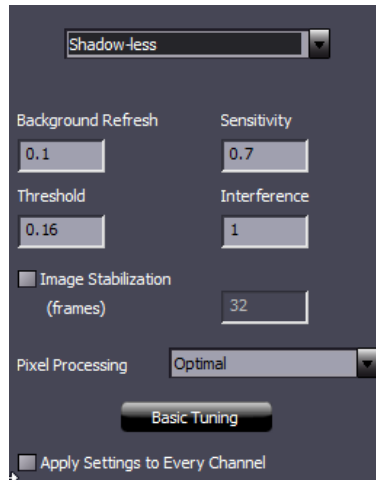 Shadow-less
Background Refresh Sensitivity
0.1 0.7
Threshold Interference
0.16 1
Image Stabilization
(frames) 32
Pixel Processing Optimal
Basic Tuning
Apply Settings to Every Channel